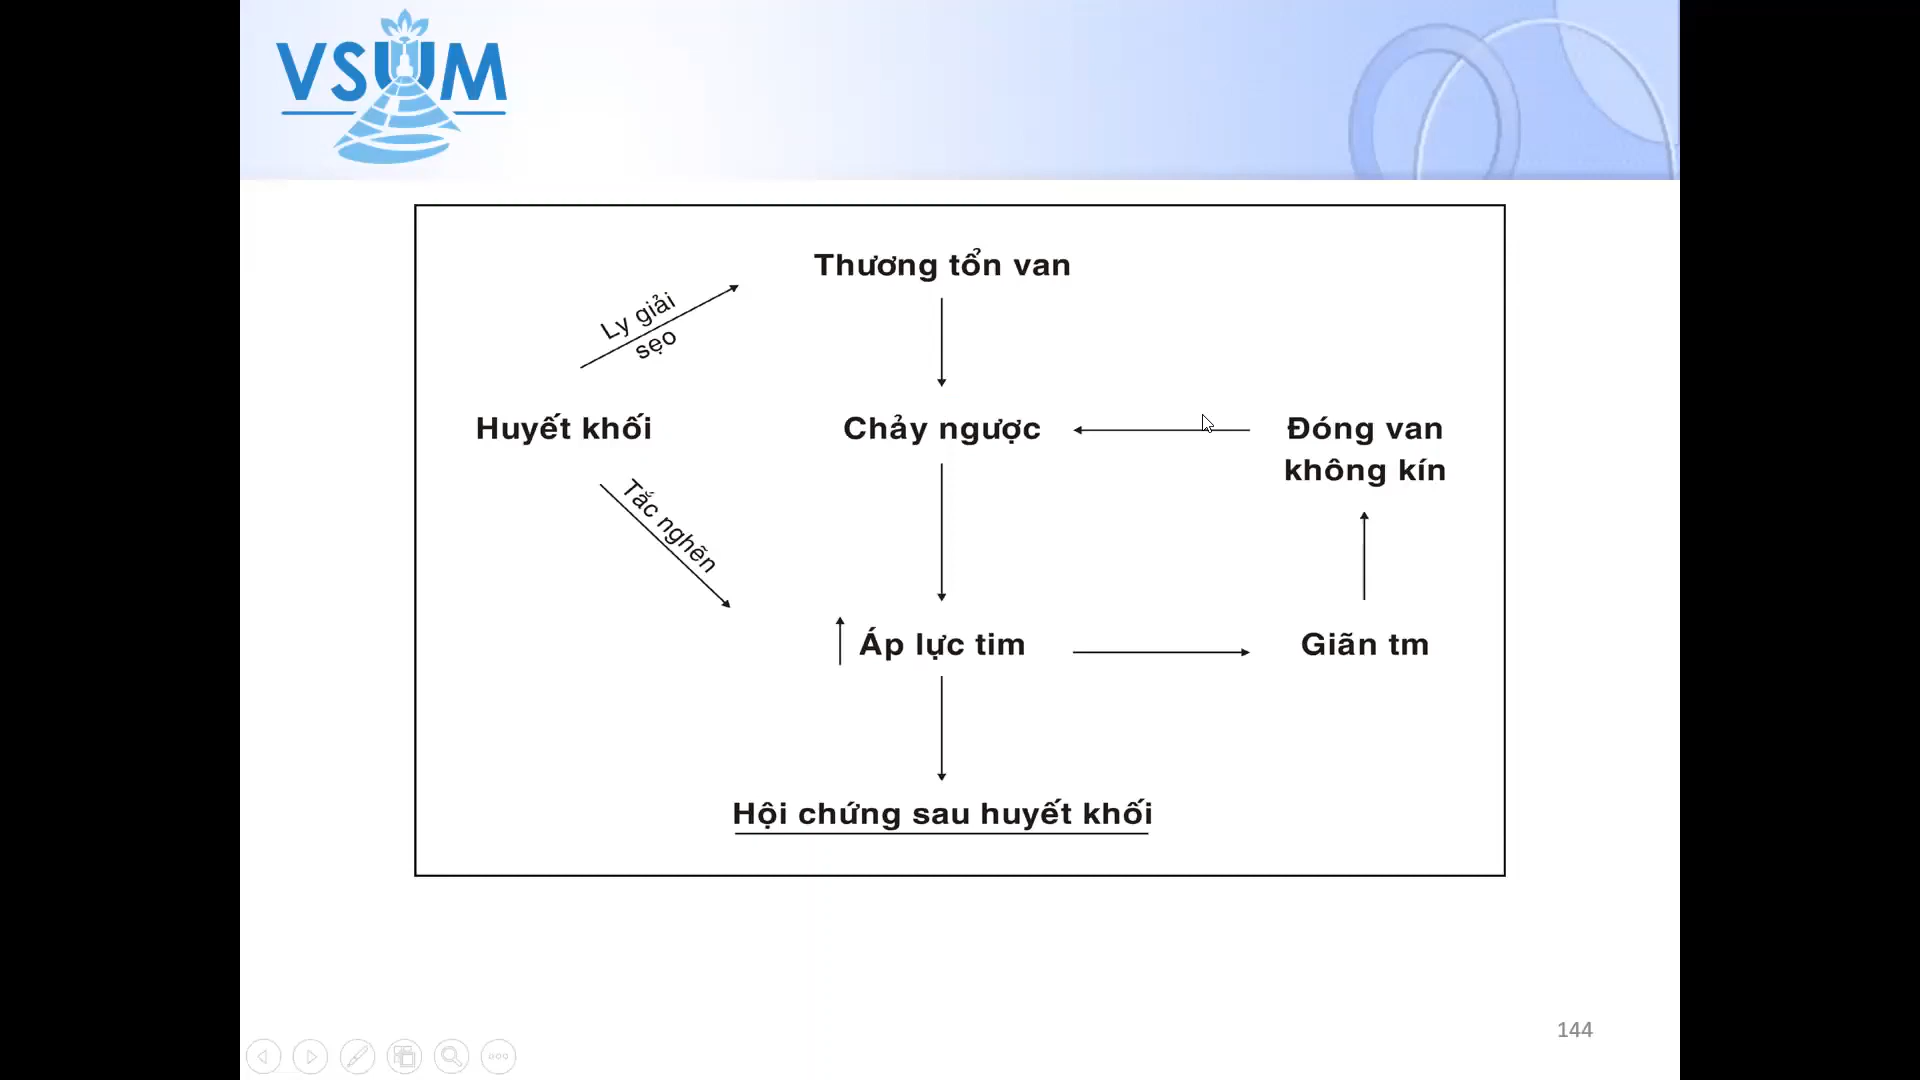 VSUM
Thương tổn van
Ly giải
sẹo
Huyết khối
Chảy ngược
Đóng van
không kín
Tắc nghẽn
Áp lực tim
Giãn tm
Hội chứng sau huyết khối
144